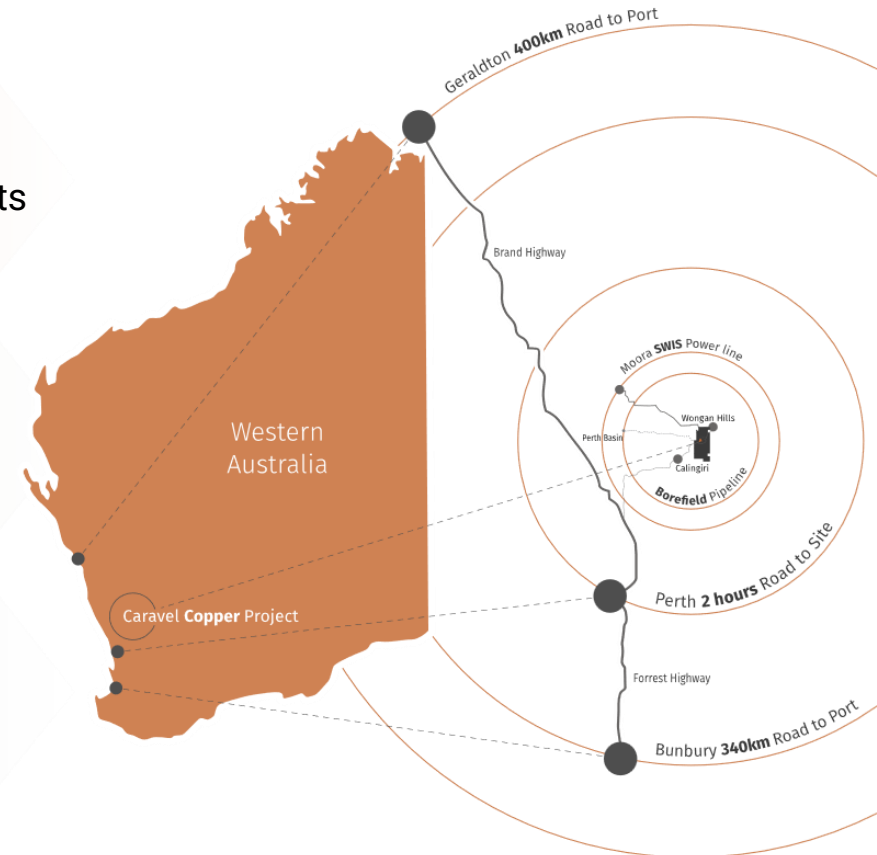 Geraldton 400km Road to Port
ts
Brand Highway
Moora SWIS Power line
Wongan Hills
Perth Basin
Calingiri
Borefield Pipeline
Western
Australia
Perth 2 hours Road to Site
Caravel Copper Project
Forrest Highway
Bunbury 340km Road to Port